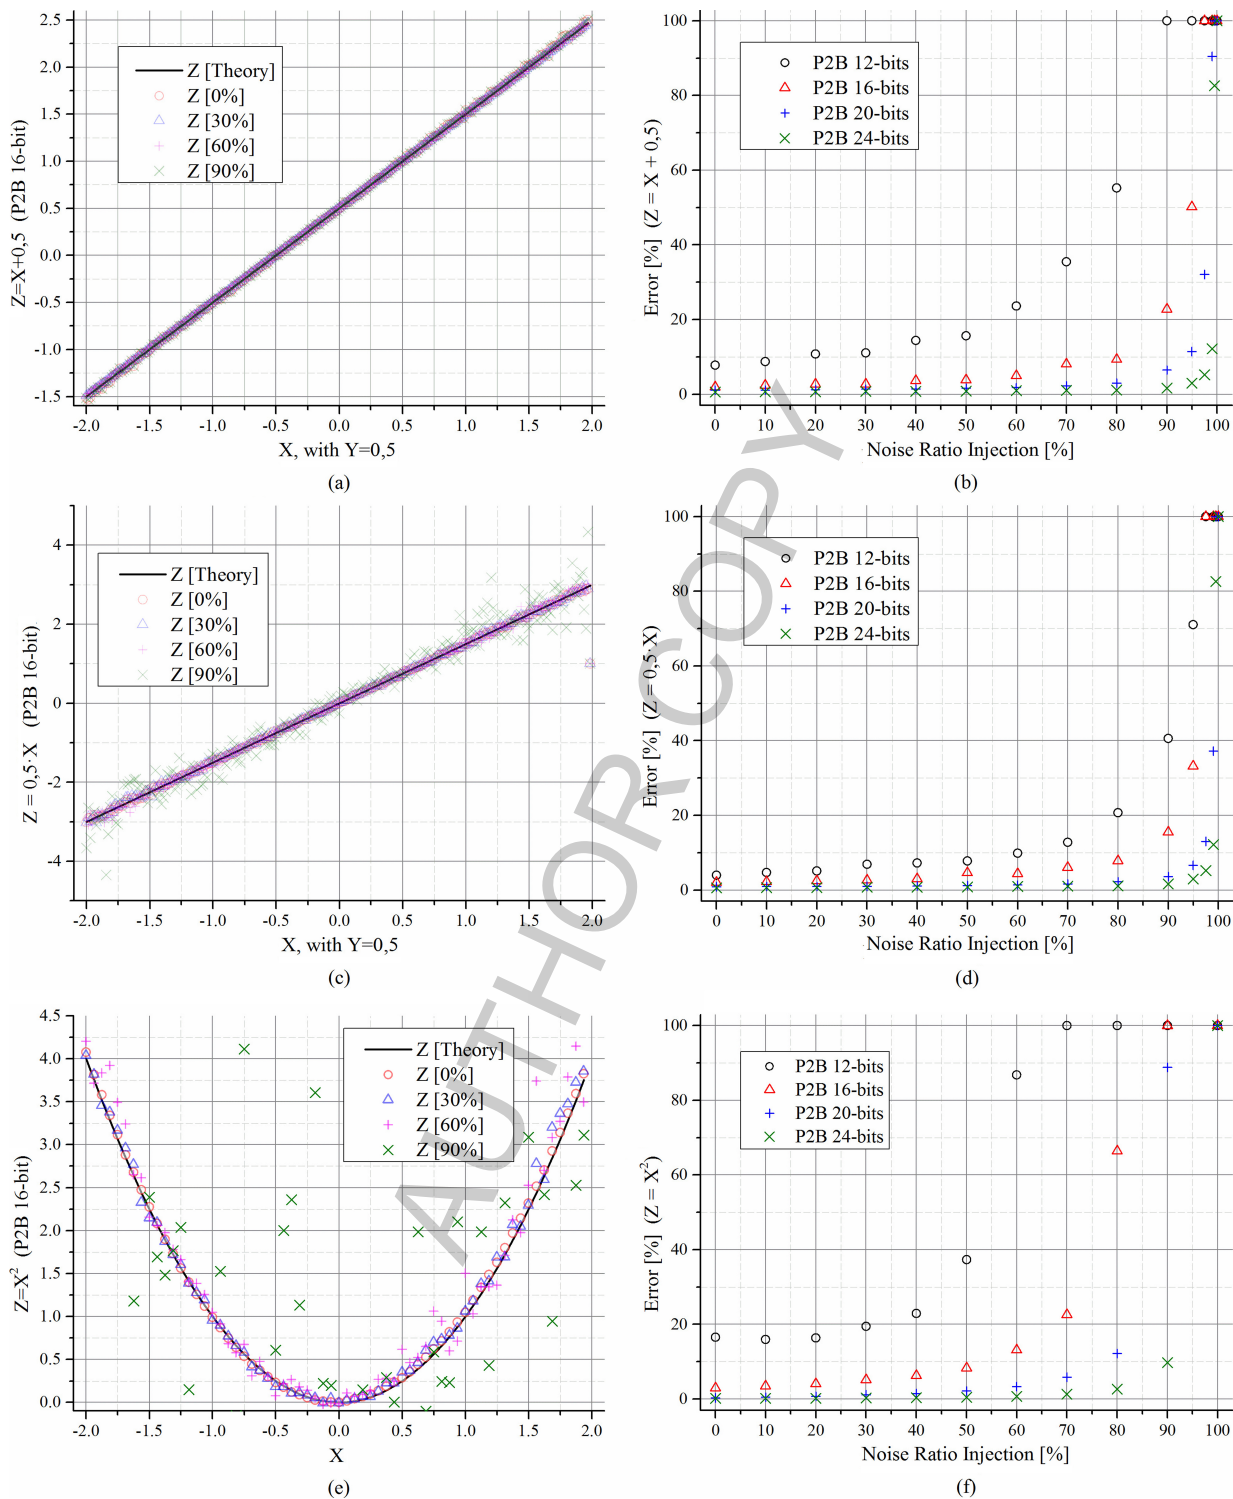 2.5
2.0
1.5
1.0
0.5
0.0
-0.5
-1.0
-1.5
Z=X+0,5 (P2B 16-bit)
Z [Theory]
Z [0%]
Z [30%]
Z [60%]
Z [90%]
-2.0 -1.5 -1.0 -0.5 0.0 0.5 1.0 1.5 2.0
X, with Y=0,5
(a)
100
80
60
40
20
0
Error [%] (Z = X + 0,5)
P2B 12-bits
P2B 16-bits
P2B 20-bits
P2B 24-bits
0 10 20 30 40 50 60 70 80 90 100
Noise Ratio Injection [%]
(b)
4
2
0
-2
-4
Z = 0,5·X (P2B 16-bit)
Z [Theory]
Z [0%]
Z [30%]
Z [60%]
Z [90%]
-2.0 -1.5 -1.0 -0.5 0.0 0.5 1.0 1.5 2.0
X, with Y=0,5
(c)
100
80
60
40
20
0
Error [%] (Z = 0,5·X)
P2B 12-bits
P2B 16-bits
P2B 20-bits
P2B 24-bits
0 10 20 30 40 50 60 70 80 90 100
Noise Ratio Injection [%]
(d)
4.5
4.0
3.5
3.0
2.5
2.0
1.5
1.0
0.5
0.0
Z=X² (P2B 16-bit)
Z [Theory]
Z [0%]
Z [30%]
Z [60%]
Z [90%]
-2.0 -1.5 -1.0 -0.5 0.0 0.5 1.0 1.5 2.0
X
(e)
100
80
60
40
20
0
Error [%] (Z = X²)
P2B 12-bits
P2B 16-bits
P2B 20-bits
P2B 24-bits
0 10 20 30 40 50 60 70 80 90 100
Noise Ratio Injection [%]
(f)
AUTHOR COPY